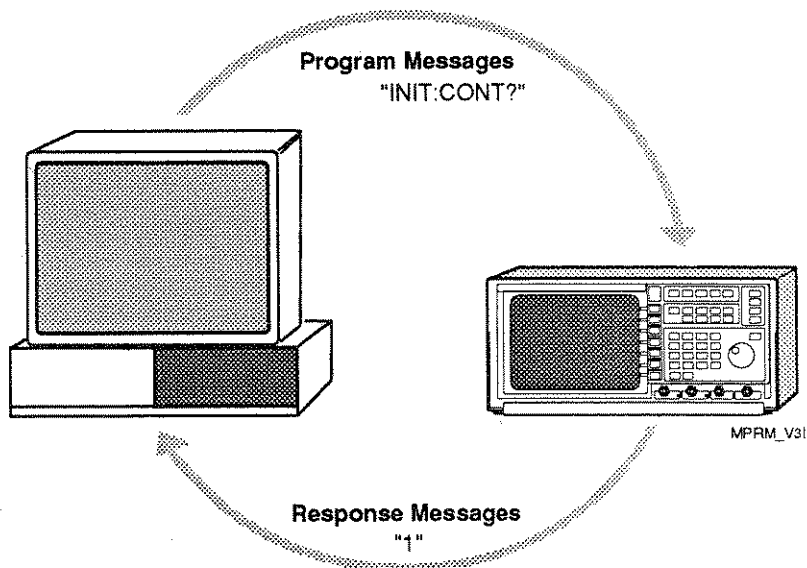 Program Messages
"INIT:CONT?"
MPRM_V3I
Response Messages
"1"